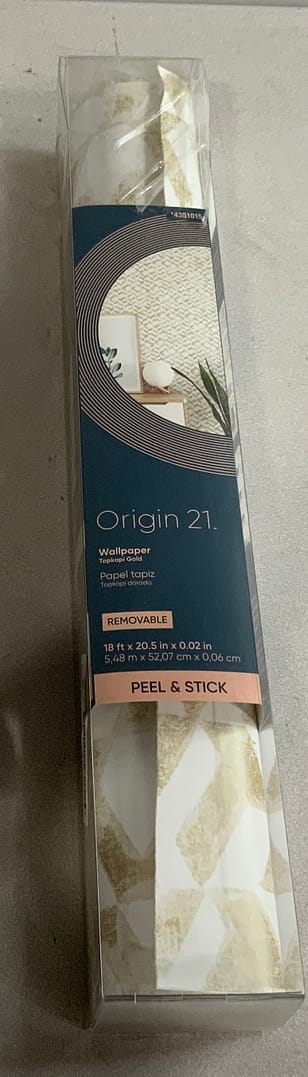 *4351015
Origin 21.
Wallpaper
Topkapi Gold
Papel tapiz
Topkapi dorado
REMOVABLE
18 ft x 20.5 in x 0.02 in
5,48 m x 52,07 cm x 0,06 cm
PEEL & STICK